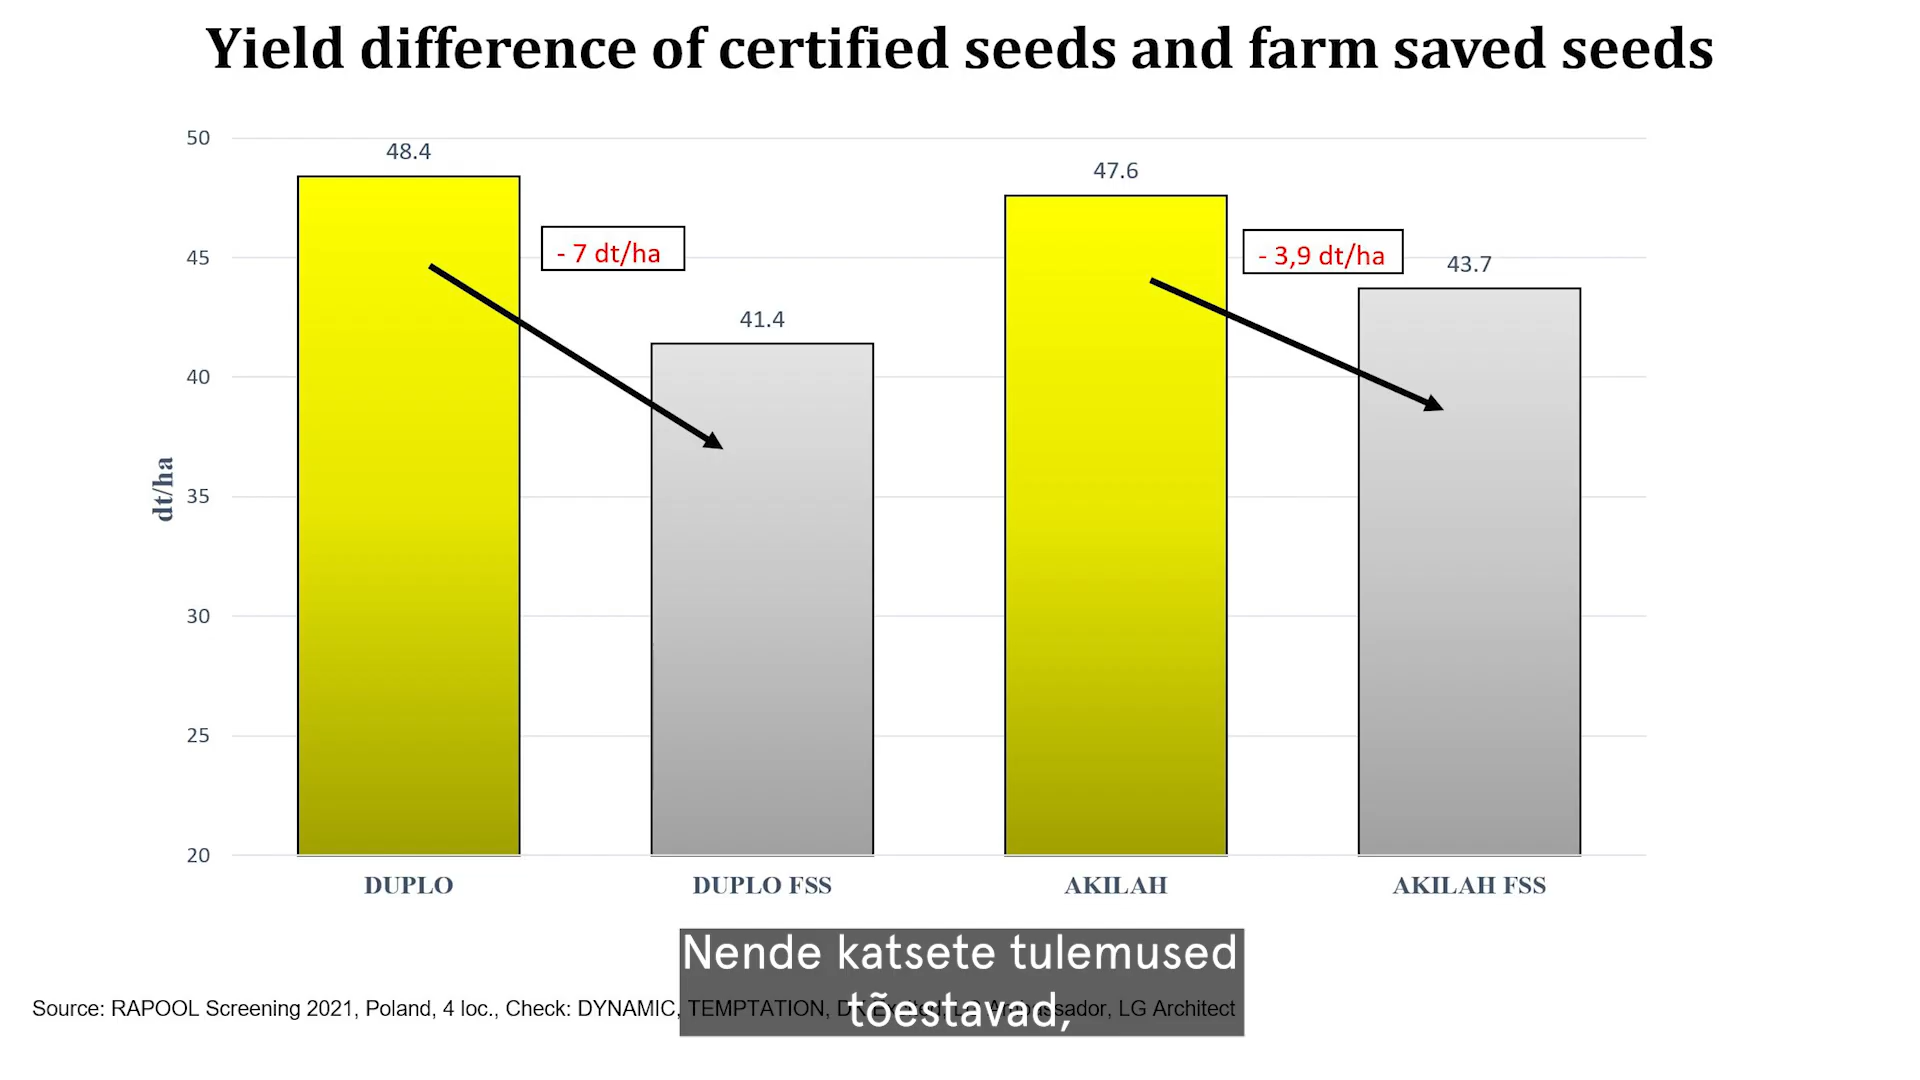 Yield difference of certified seeds and farm saved seeds
dt/ha
50
45
40
35
30
25
20
48.4
- 7 dt/ha
41.4
47.6
- 3,9 dt/ha
43.7
DUPLO
DUPLO FSS
AKILAH
AKILAH FSS
Nende katsete tulemused
tõestavad,
Source: RAPOOL Screening 2021, Poland, 4 loc., Check: DYNAMIC, TEMPTATION, LG Architect